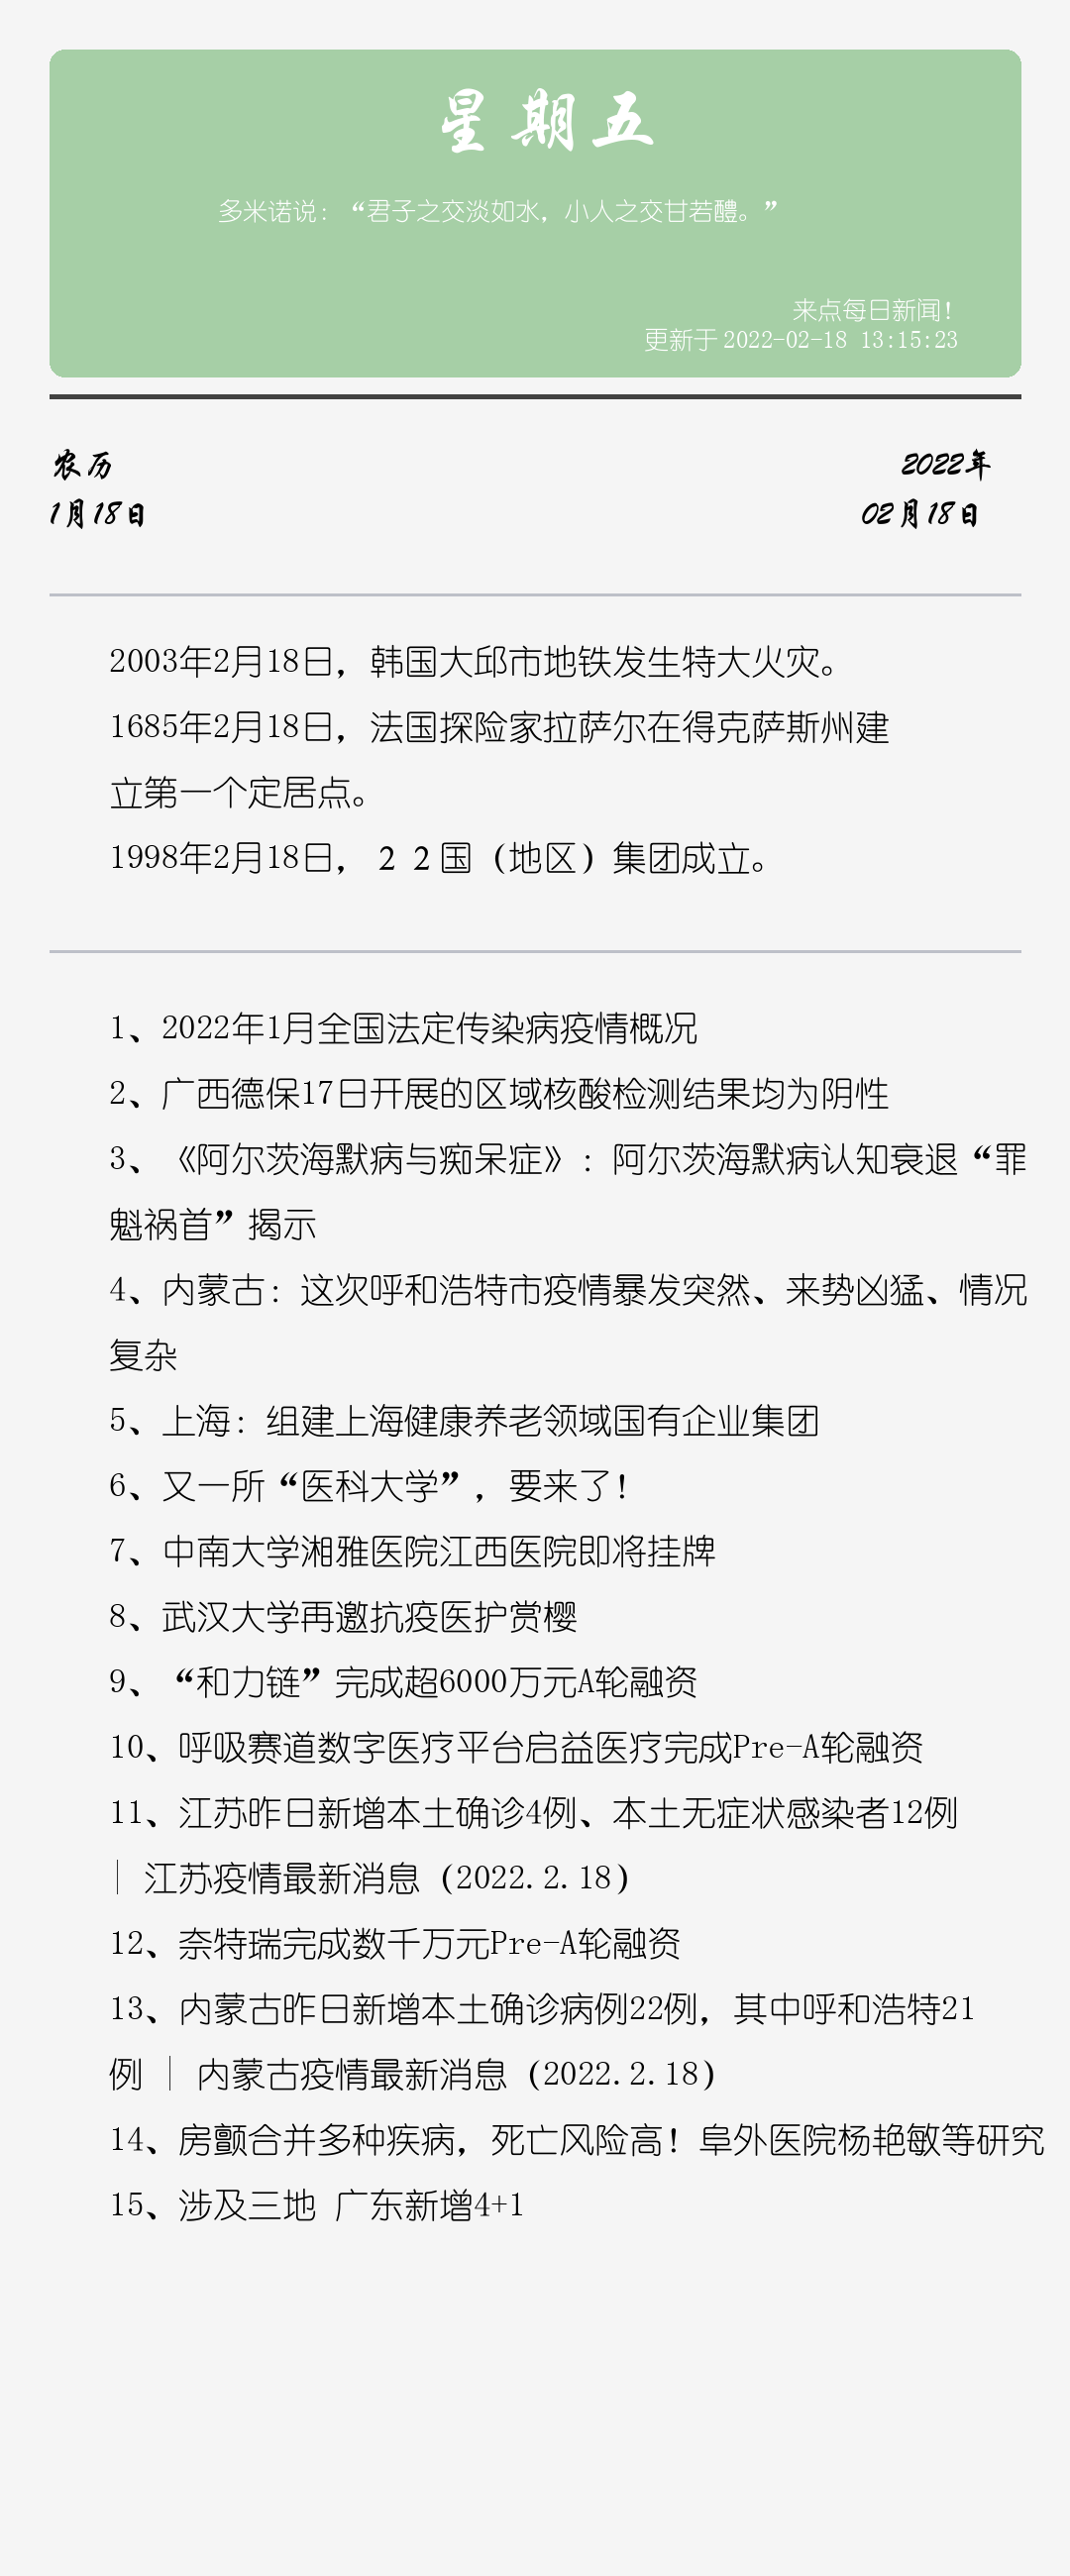 星期五
多米诺说：“君子之交淡如水，小人之交甘若醴。”
来点每日新闻！
更新于2022-02-18 13:15:23
农历
2022年
1月18日
02月18日
2003年2月18日，韩国大邱市地铁发生特大火灾。
1685年2月18日，法国探险家拉萨尔在得克萨斯州建
立第一个定居点。
1998年2月18日，２２国（地区）集团成立。
1、2022年1月全国法定传染病疫情概况
2、广西德保17日开展的区域核酸检测结果均为阴性
3、《阿尔茨海默病与痴呆症》：阿尔茨海默病认知衰退“罪
魁祸首”揭示
4、内蒙古：这次呼和浩特市疫情暴发突然、来势凶猛、情况
复杂
5、上海：组建上海健康养老领域国有企业集团
6、又一所“医科大学”，要来了！
7、中南大学湘雅医院江西医院即将挂牌
8、武汉大学再邀抗疫医护赏樱
9、“和力链”完成超6000万元A轮融资
10、呼吸赛道数字医疗平台启益医疗完成Pre-A轮融资
11、江苏昨日新增本土确诊4例、本土无症状感染者12例
| 江苏疫情最新消息（2022.2.18）
12、奈特瑞完成数千万元Pre-A轮融资
13、内蒙古昨日新增本土确诊病例22例，其中呼和浩特21
例 | 内蒙古疫情最新消息（2022.2.18）
14、房颤合并多种疾病，死亡风险高！阜外医院杨艳敏等研究
15、涉及三地 广东新增4+1